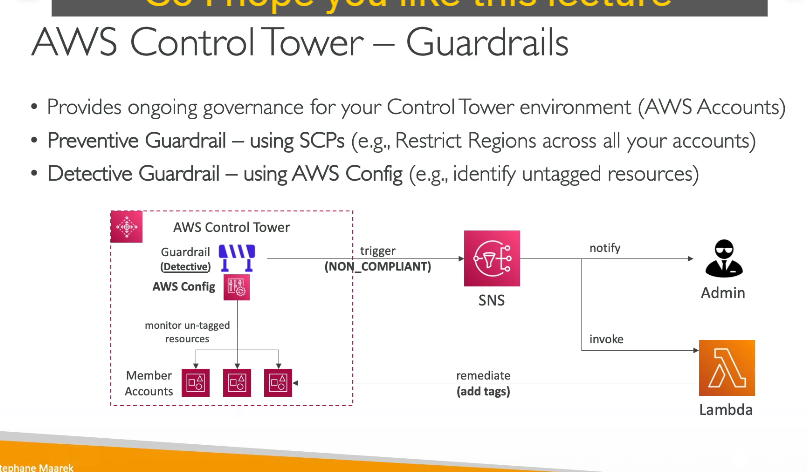 So I hope you like this lecture
AWS Control Tower – Guardrails
• Provides ongoing governance for your Control Tower environment (AWS Accounts)
• Preventive Guardrail – using SCPs (e.g., Restrict Regions across all your accounts)
• Detective Guardrail – using AWS Config (e.g., identify untagged resources)
AWS Control Tower
Guardrail
(Detective)
AWS Config
trigger
(NON_COMPLIANT)
SNS
notify
Admin
invoke
Lambda
monitor un-tagged
resources
Member
Accounts
remediate
(add tags)
tephane Maarek